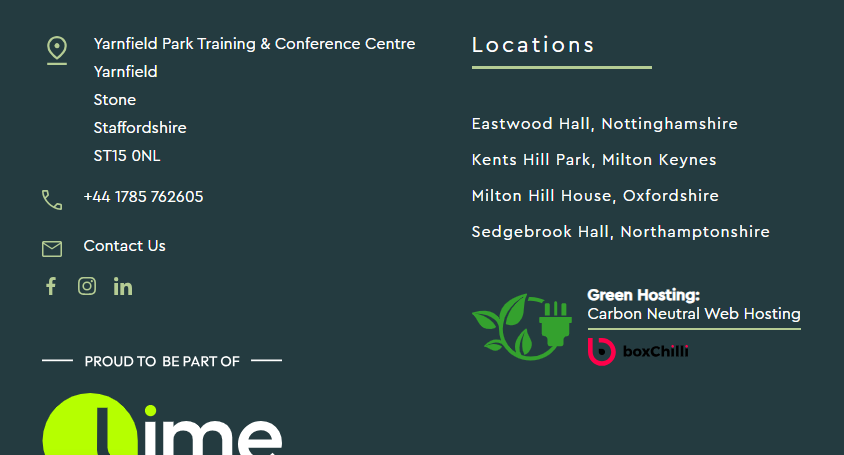 Yarnfield Park Training & Conference Centre
Yarnfield
Stone
Staffordshire
ST15 0NL
+44 1785 762605
Contact Us
PROUD TO BE PART OF
Lime
Locations
Eastwood Hall, Nottinghamshire
Kents Hill Park, Milton Keynes
Milton Hill House, Oxfordshire
Sedgebrook Hall, Northamptonshire
Green Hosting:
Carbon Neutral Web Hosting
boxChilli